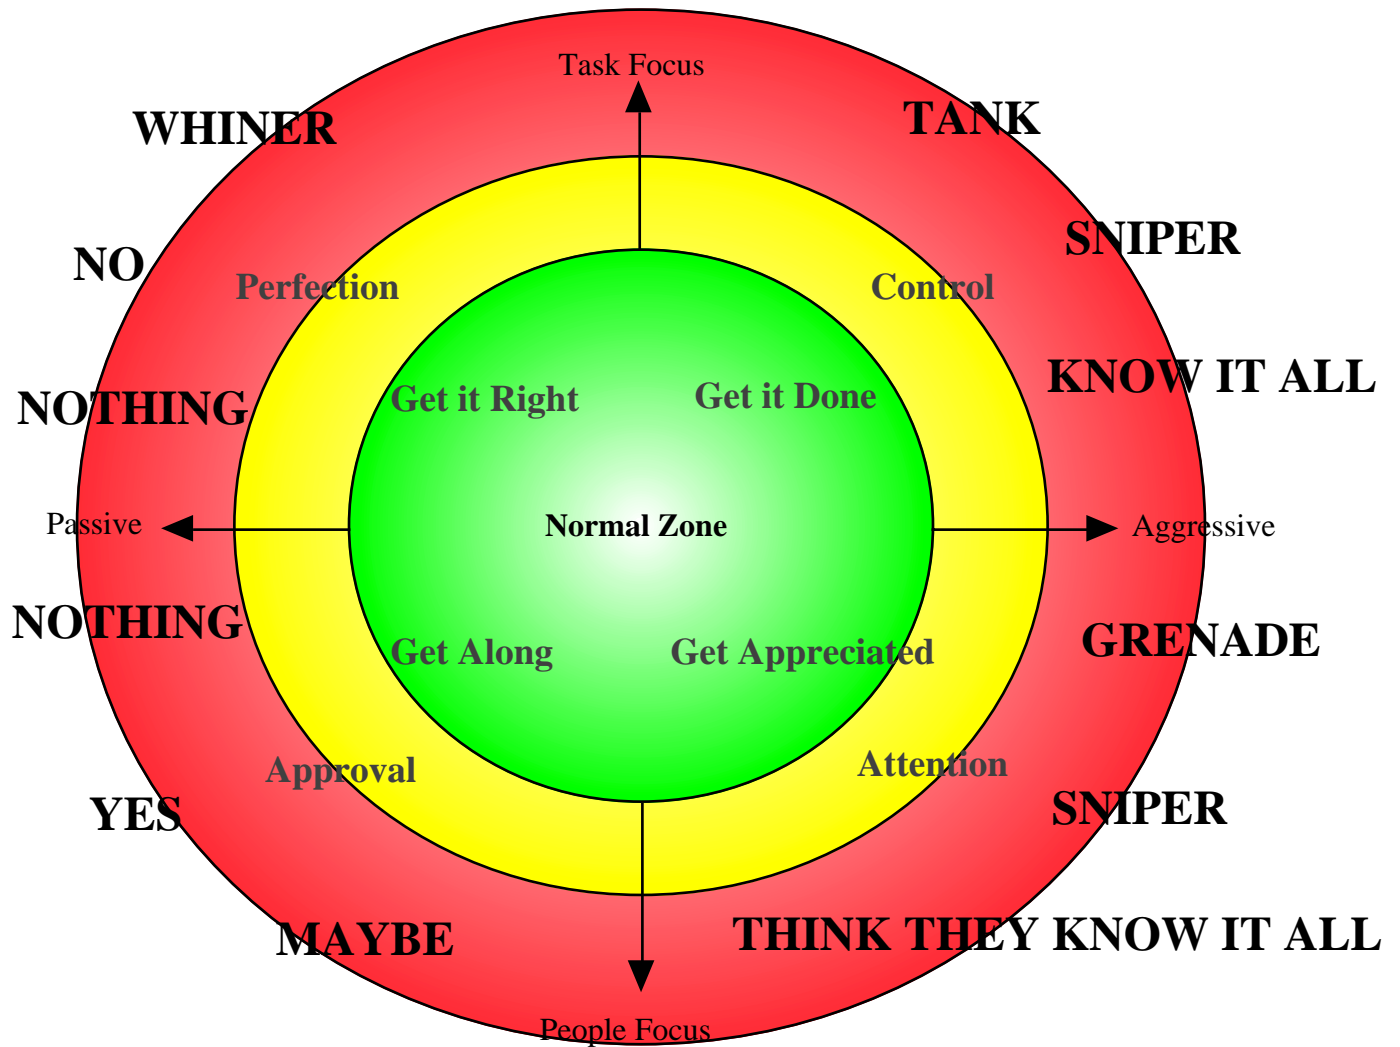 Task Focus
WHINER
TANK
NO
SNIPER
Perfection
Control
NOTHING
KNOW IT ALL
Get it Right
Get it Done
Passive
Normal Zone
Aggressive
NOTHING
GRENADE
Get Along
Get Appreciated
Approval
Attention
YES
SNIPER
MAYBE
THINK THEY KNOW IT ALL
People Focus